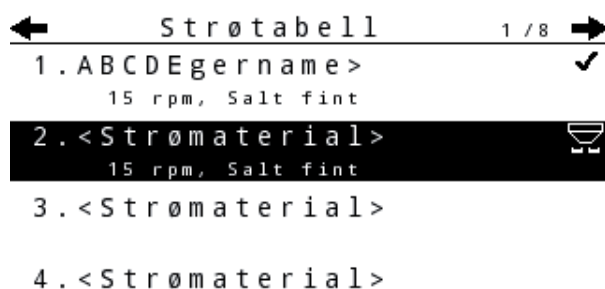 Strøtabell 1/8
1.ABCDEgername>
15 rpm, Salt fint
2.<Strømaterial>
15 rpm, Salt fint
3.<Strømaterial>
4.<Strømaterial>